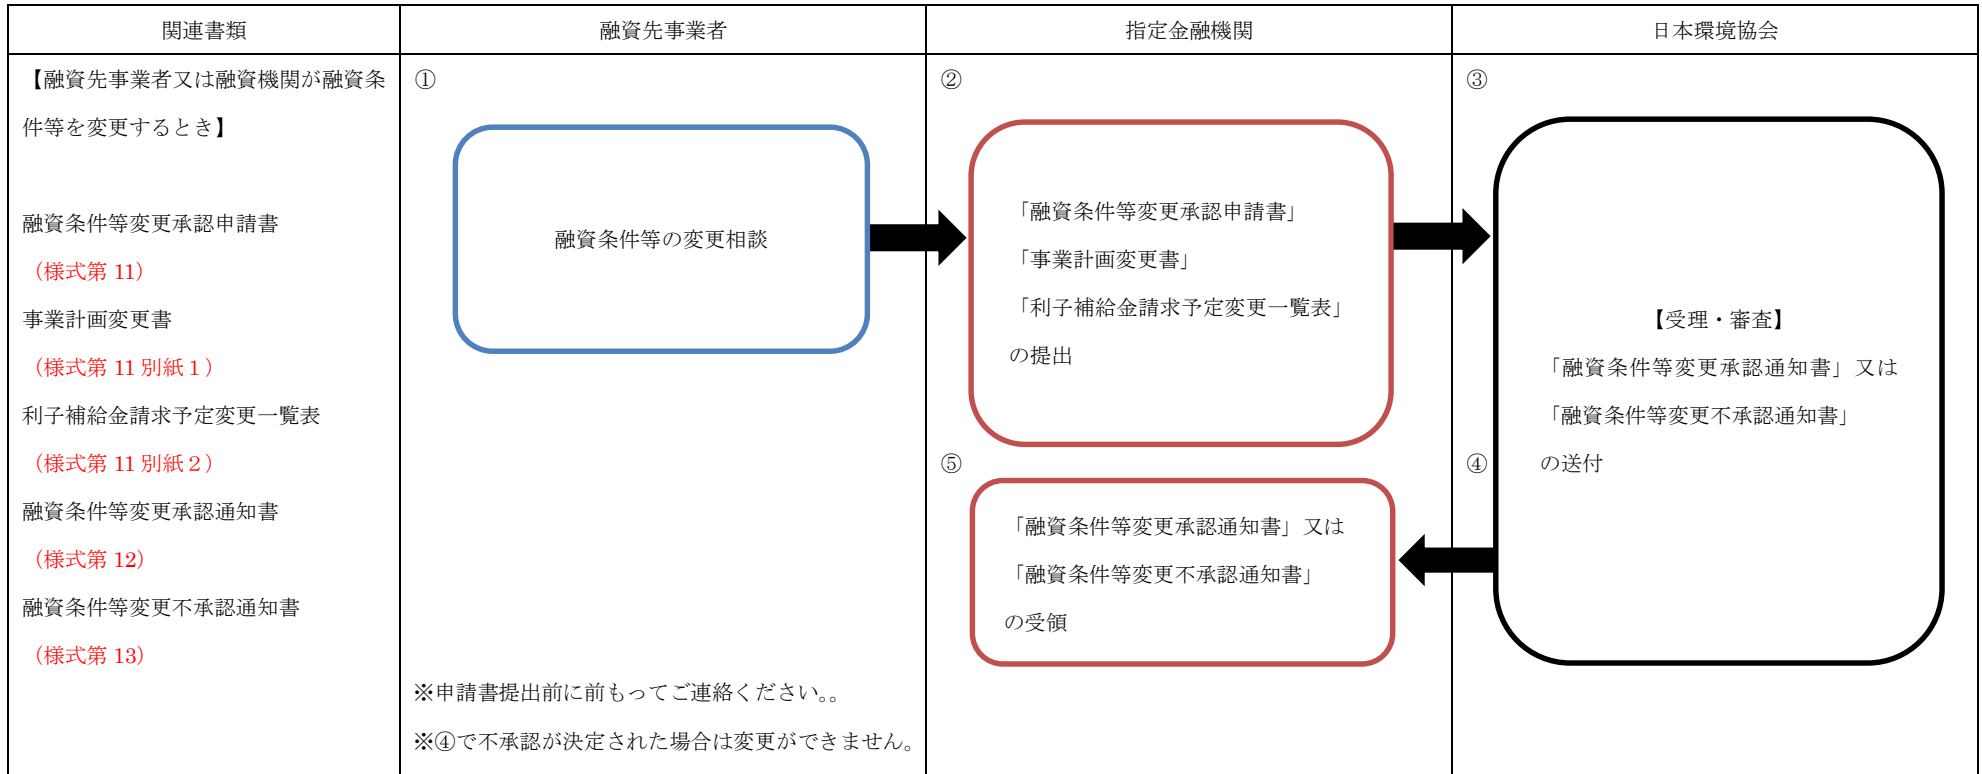 関連書類
融資先事業者
指定金融機関
日本環境協会
【融資先事業者又は融資機関が融資条
件等を変更するとき】
融資条件等変更承認申請書
（様式第 11）
事業計画変更書
（様式第 11 別紙１）
利子補給金請求予定変更一覧表
（様式第 11 別紙２）
融資条件等変更承認通知書
（様式第 12）
融資条件等変更不承認通知書
（様式第 13）
①
融資条件等の変更相談
※申請書提出前に前もってご連絡ください。。
※④で不承認が決定された場合は変更ができません。
②
「融資条件等変更承認申請書」
「事業計画変更書」
「利子補給金請求予定変更一覧表」
の提出
⑤
「融資条件等変更承認通知書」又は
「融資条件等変更不承認通知書」
の受領
③
【受理・審査】
「融資条件等変更承認通知書」又は
「融資条件等変更不承認通知書」
の送付
④